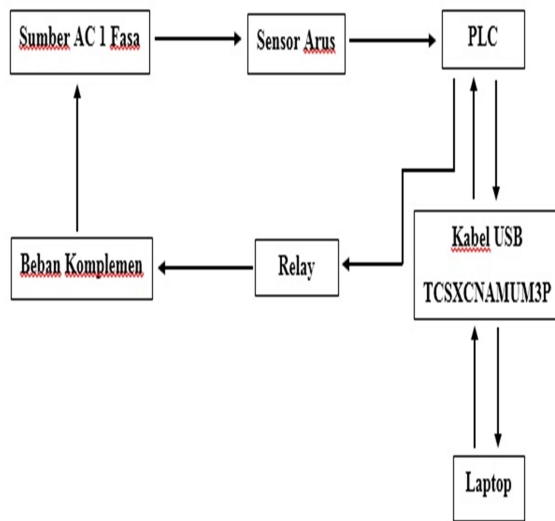 Sumber AC 1 Fasa
Sensor Arus
PLC
Beban Komplemen
Relay
Kabel USB
TCSXCNAMUM3P
Laptop